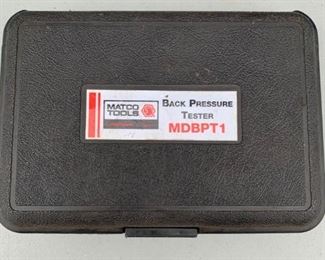 MATCO
TOOLS
BACK PRESSURE
TESTER
MDBPT1